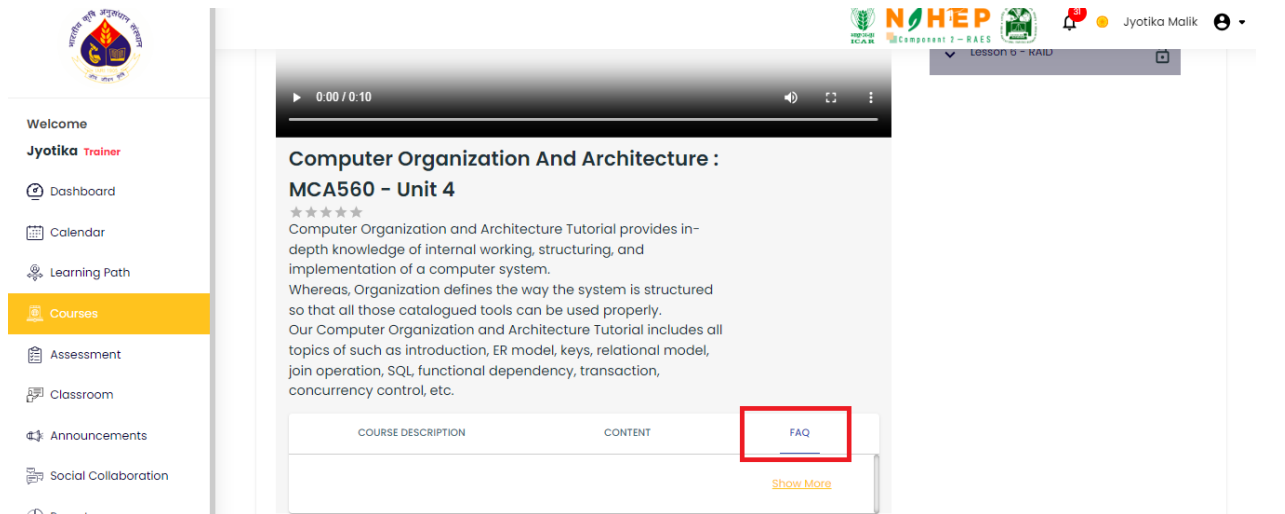 भारतीय कृषि अनुसंधान संस्थान
ICAR
NAHEP
Component 2 - RAES
31
Jyotika Malik
Lesson 5 - RAID
0:00 / 0:10
Welcome
Jyotika Trainer
Dashboard
Calendar
Learning Path
Courses
Assessment
Classroom
Announcements
Social Collaboration
Computer Organization And Architecture :
MCA560 - Unit 4
Computer Organization and Architecture Tutorial provides in-
depth knowledge of internal working, structuring, and
implementation of a computer system.
Whereas, Organization defines the way the system is structured
so that all those catalogued tools can be used properly.
Our Computer Organization and Architecture Tutorial includes all
topics of such as introduction, ER model, keys, relational model,
join operation, SQL, functional dependency, transaction,
concurrency control, etc.
COURSE DESCRIPTION
CONTENT
FAQ
Show More